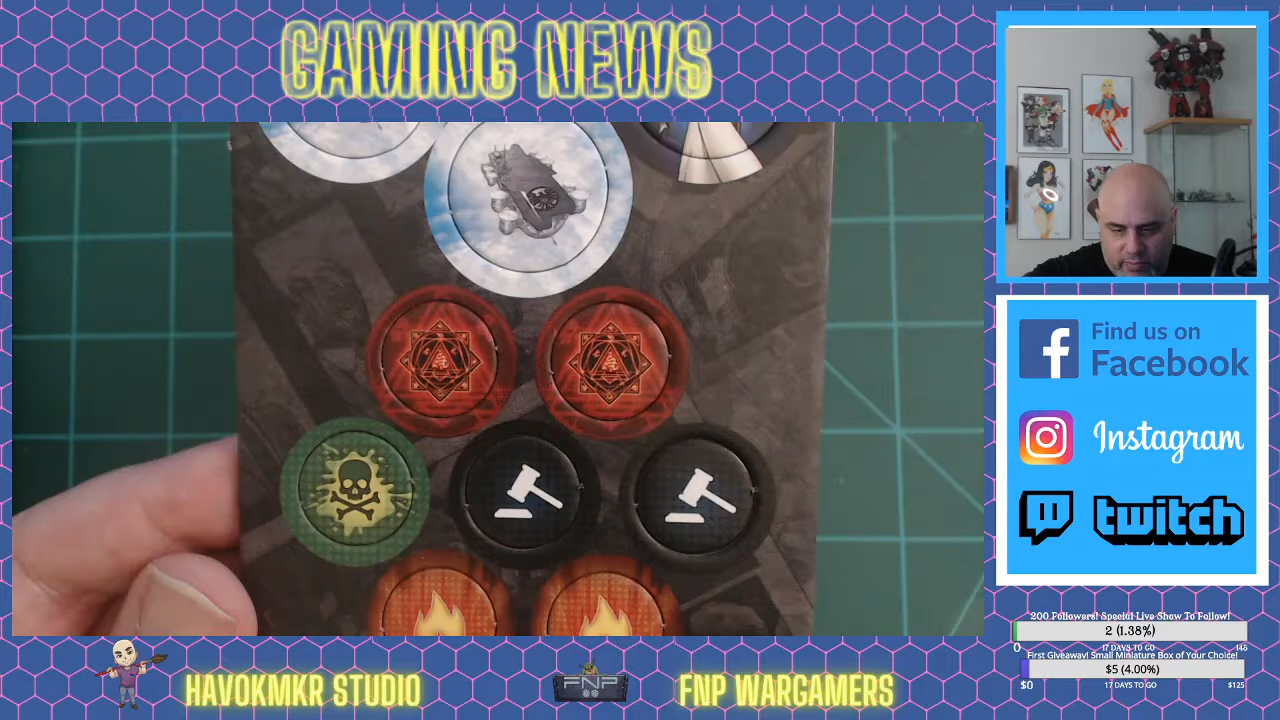 GAMING NEWS
Find us on
Facebook
Instagram
twitch
200 Followers! Special Live Show To Follow!
2 (1.38%)
0 17 DAYS TO GO 145
First Giveaway! Small Miniature Box of Your Choice!
$5 (4.00%)
$0 17 DAYS TO GO $125
HAVOKMKR STUDIO
FNP
FNP WARGAMERS